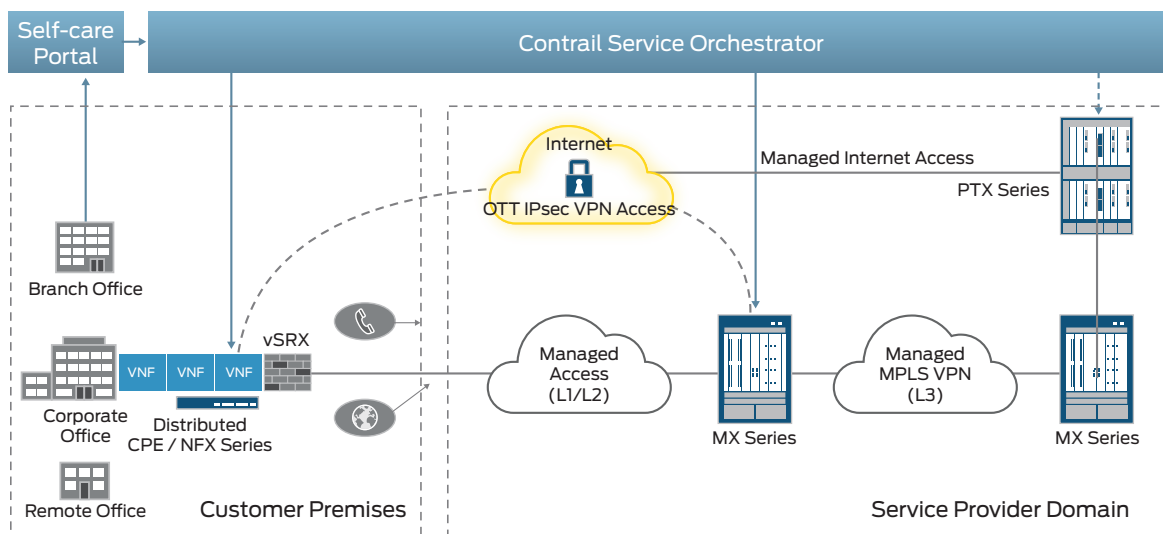 Self-care
Portal
Contrail Service Orchestrator
Internet
OTT IPsec VPN Access
Managed Internet Access
PTX Series
Branch Office
vSRX
VNF
VNF
VNF
Corporate
Office
Distributed
CPE / NFX Series
Managed
Access
(L1/L2)
MX Series
Managed
MPLS VPN
(L3)
MX Series
Remote Office
Customer Premises
Service Provider Domain